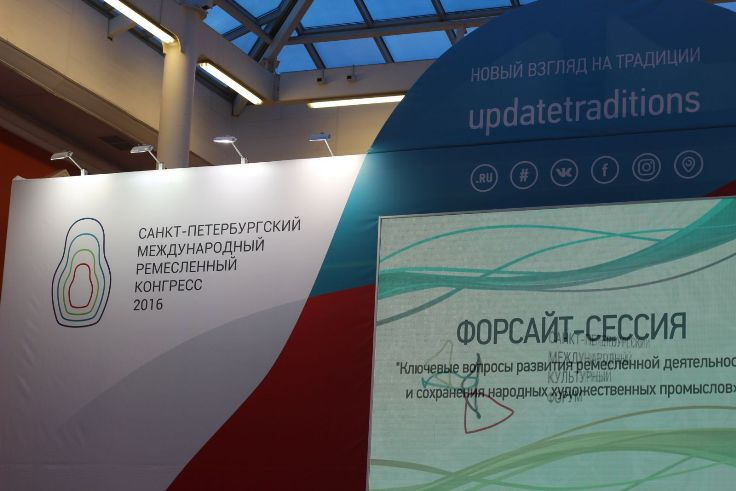 НОВЫЙ ВЗГЛЯД НА ТРАДИЦИИ
updatetraditions
.RU # f
САНКТ-ПЕТЕРБУРГСКИЙ
МЕЖДУНАРОДНЫЙ
РЕМЕСЛЕННЫЙ
КОНГРЕСС
2016
ФОРСАЙТ-СЕССИЯ
"Ключевые вопросы развития ремесленной деятельнос
и сохранения народных художественных промыслов»
САНКТ-ПЕТЕРБУРГСКИЙ
МЕЖДУНАРОДНЫЙ
КУЛЬТУРНЫЙ
ФОРУМ